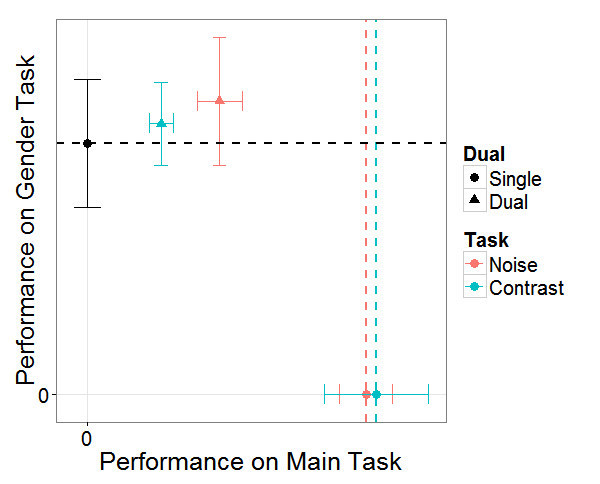 Performance on Gender Task
0
0
Performance on Main Task
Dual
Single
Dual
Task
Noise
Contrast